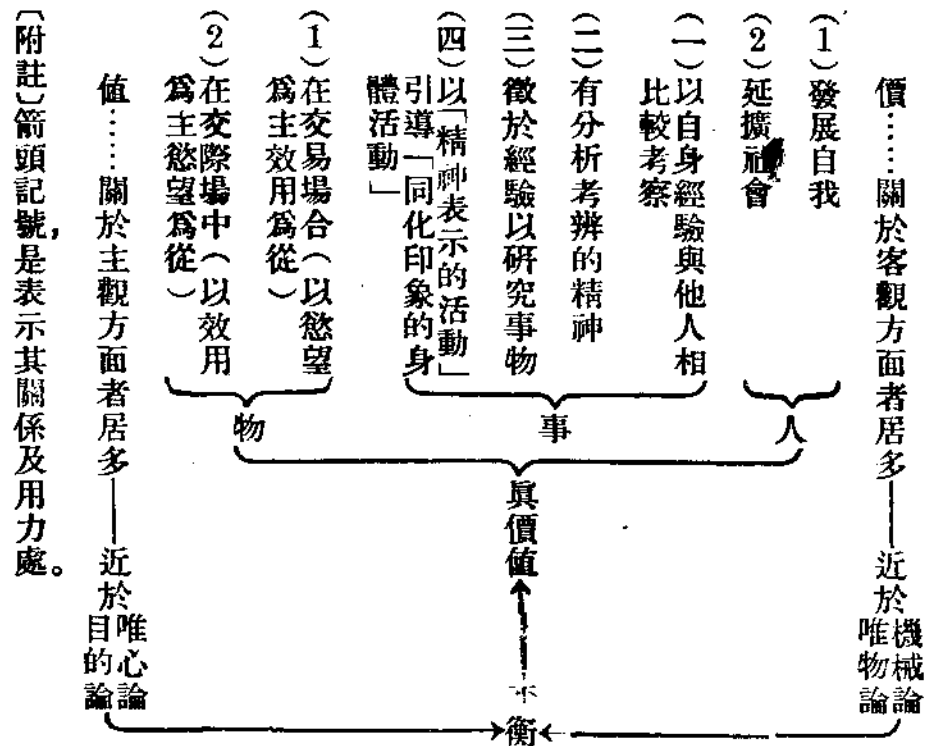 價……關於客觀方面者居多——近於
機械論
唯物論
(1)發展自我
(2)延擴社會
人
(一)以自身經驗與他人相
比較考察
(二)有分析考辨的精神
(三)徵於經驗以研究事物
(四)以「精神表示的活動」
引導「同化印象的身
體活動」
事
(1)在交易場合(以慾望
爲主效用爲從)
(2)在交際場中(以效用
爲主慾望爲從)
物
眞價值
衡
值……關於主觀方面者居多——近於
唯心論
目的論
〔附註〕箭頭記號,是表示其關係及用力處。